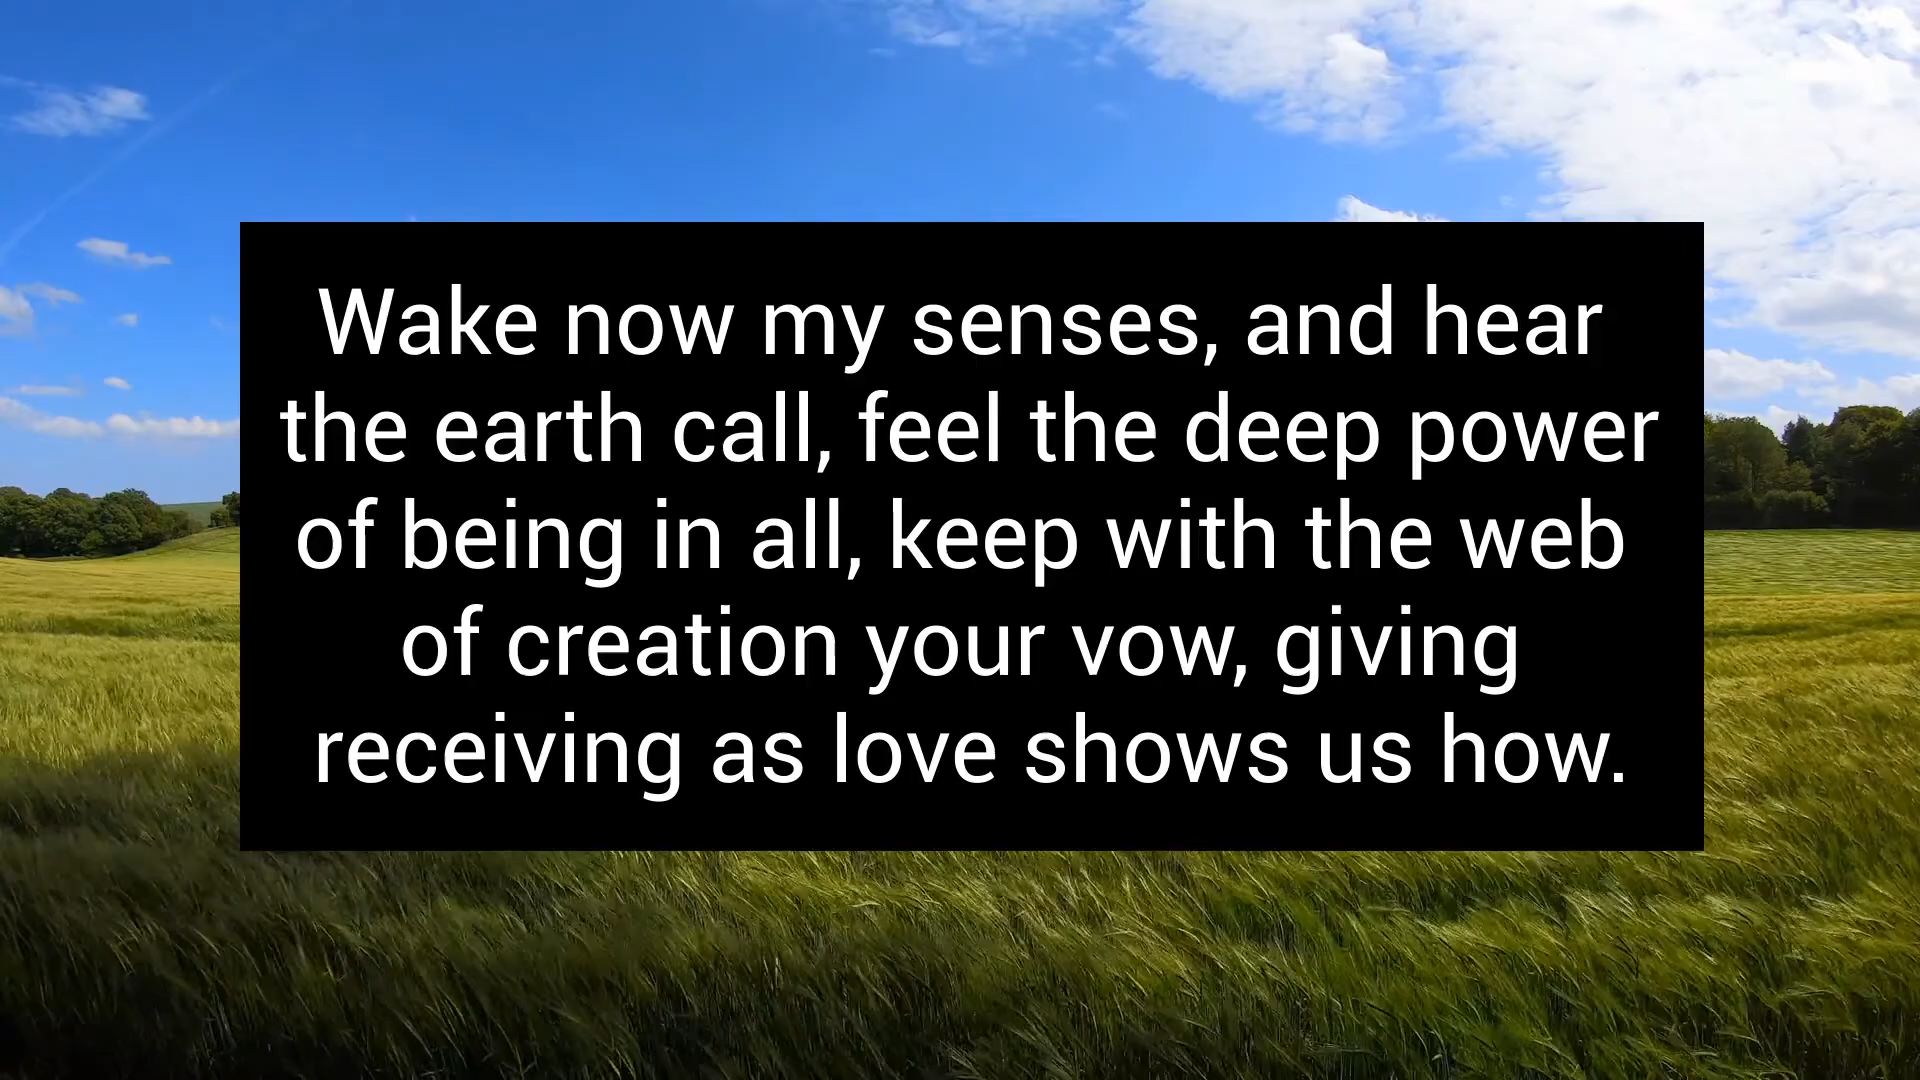 Wake now my senses, and hear
the earth call, feel the deep power
of being in all, keep with the web
of creation your vow, giving
receiving as love shows us how.